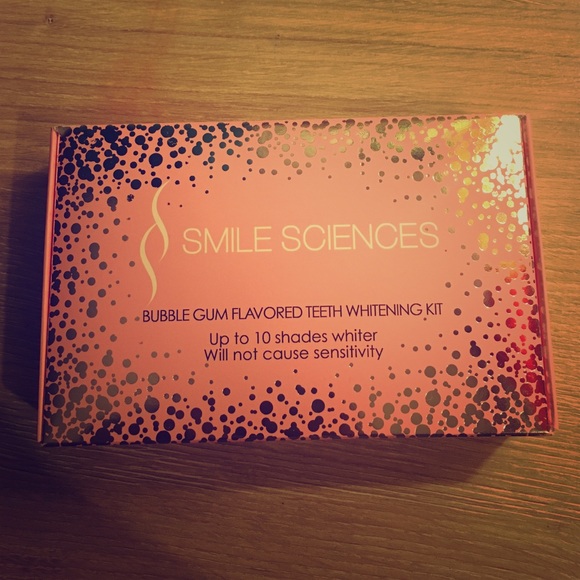 SMILE SCIENCES
BUBBLE GUM FLAVORED TEETH WHITENING KIT
Up to 10 shades whiter
Will not cause sensitivity